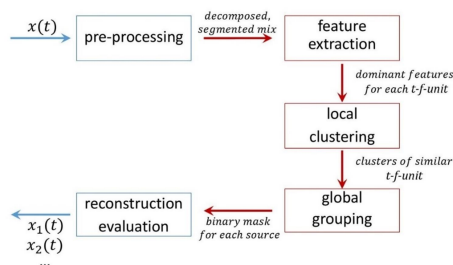 x(t)
pre-processing
decomposed,
segmented mix
feature
extraction
dominant features
for each t-f-unit
local
clustering
clusters of similar
t-f-unit
global
grouping
binary mask
for each source
reconstruction
evaluation
x₁(t)
x₂(t)
...